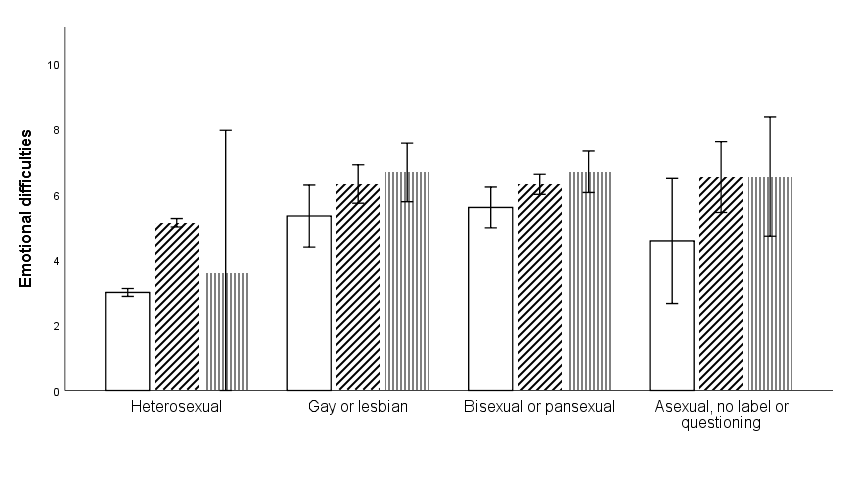 Emotional difficulties
10
8
6
4
2
0
Heterosexual
Gay or lesbian
Bisexual or pansexual
Asexual, no label or
questioning